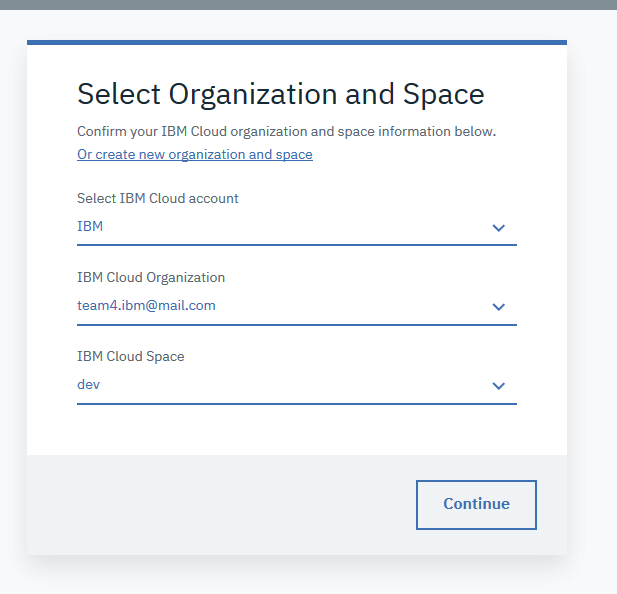 Select Organization and Space
Confirm your IBM Cloud organization and space information below.
Or create new organization and space
Select IBM Cloud account
IBM
IBM Cloud Organization
team4.ibm@mail.com
IBM Cloud Space
dev
Continue